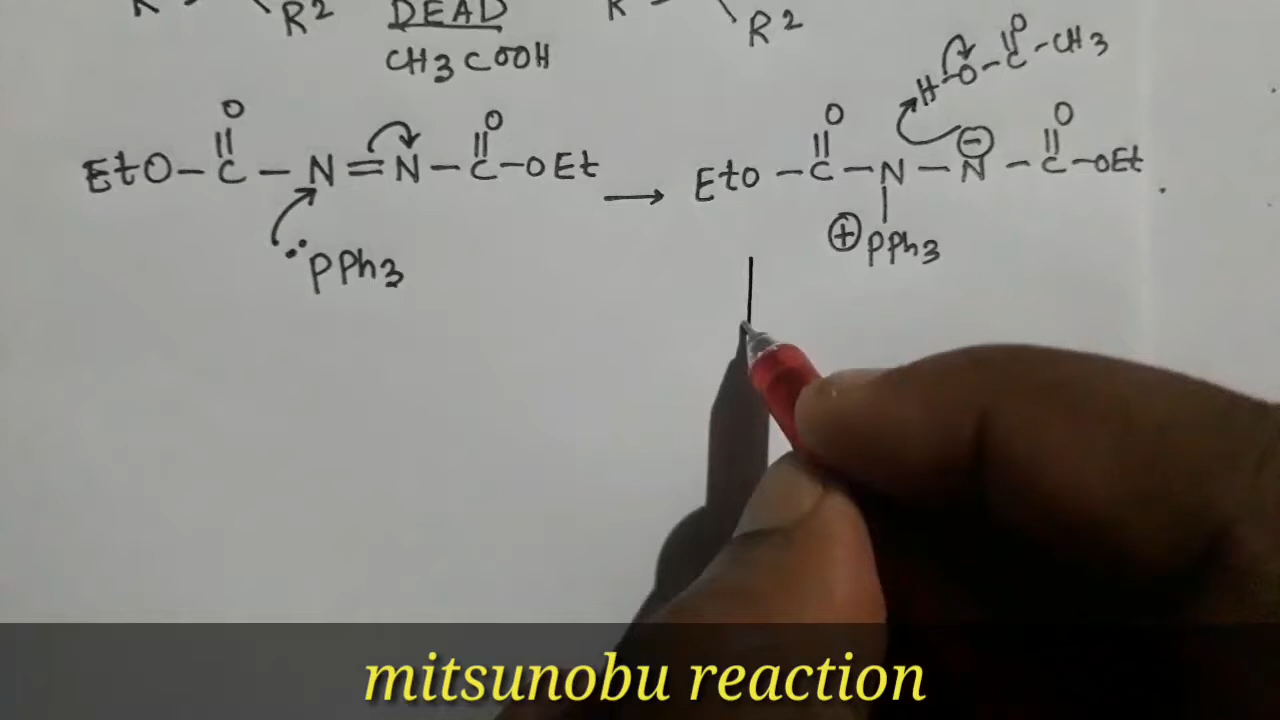 R R2 DEAD R R2
CH3COOH
H-O-C-CH3
O
O O O O
EtO-C-N=N-C-OEt → EtO-C-N-N-C-OEt
⊖
:PPh3 ⊕PPh3
mitsunobu reaction